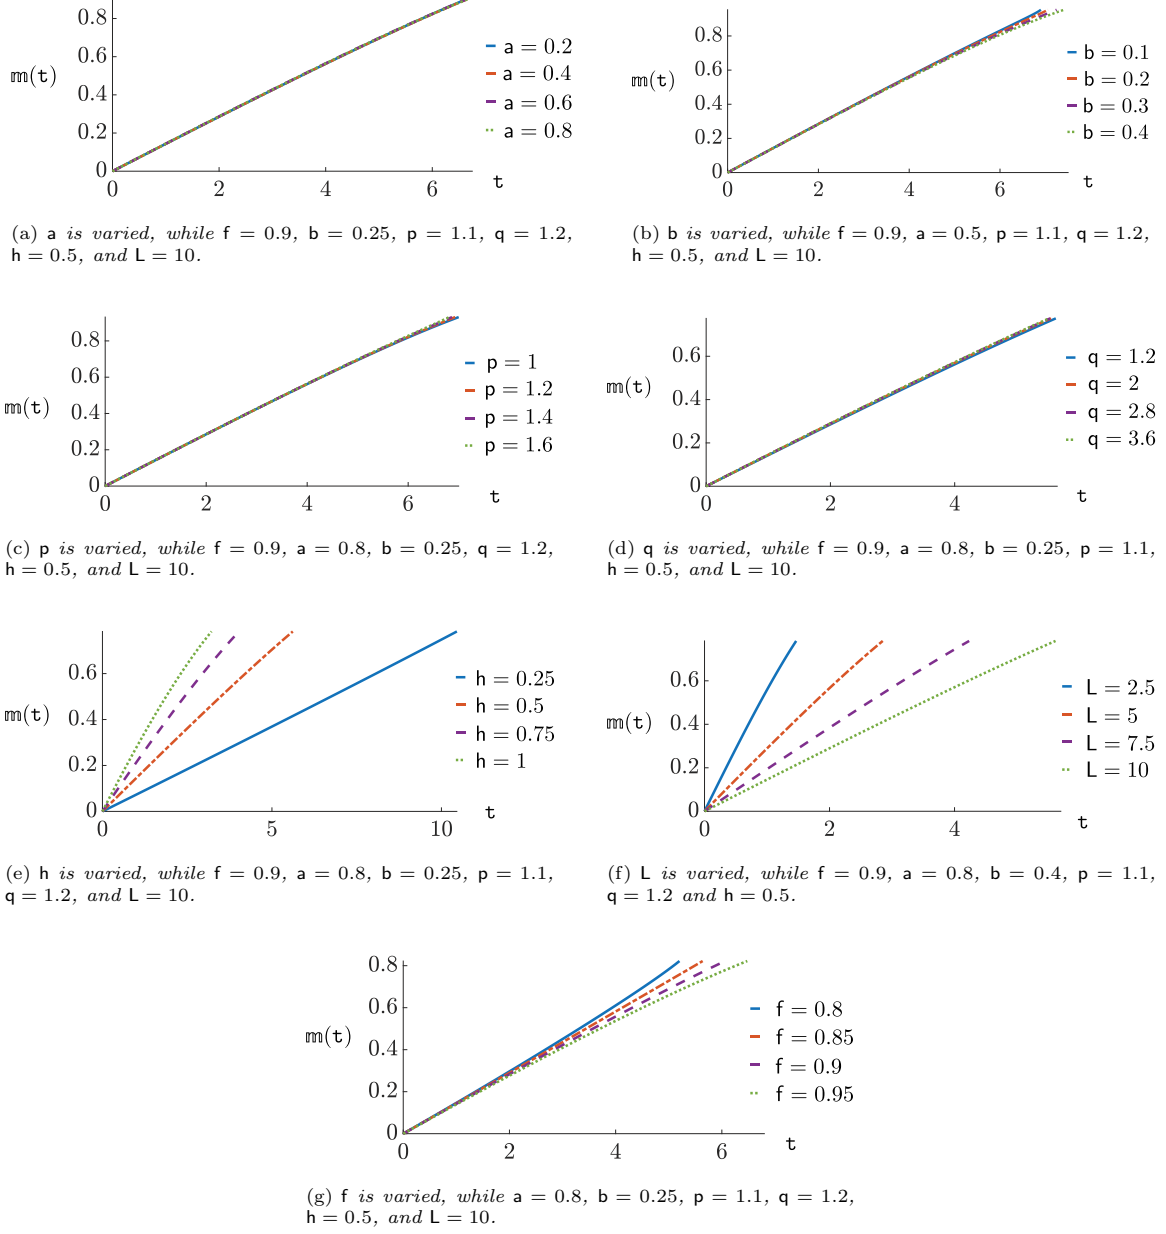 0.8
0.6
𝕞(t)
0.4
0.2
0
0 2 4 6 t
a = 0.2
a = 0.4
a = 0.6
a = 0.8
(a) a is varied, while f = 0.9, b = 0.25, p = 1.1, q = 1.2,
h = 0.5, and L = 10.
0.8
0.6
𝕞(t)
0.4
0.2
0
0 2 4 6 t
b = 0.1
b = 0.2
b = 0.3
b = 0.4
(b) b is varied, while f = 0.9, a = 0.5, p = 1.1, q = 1.2,
h = 0.5, and L = 10.
0.8
0.6
𝕞(t)
0.4
0.2
0
0 2 4 6 t
p = 1
p = 1.2
p = 1.4
p = 1.6
(c) p is varied, while f = 0.9, a = 0.8, b = 0.25, q = 1.2,
h = 0.5, and L = 10.
0.6
𝕞(t)
0.4
0.2
0
0 2 4 t
q = 1.2
q = 2
q = 2.8
q = 3.6
(d) q is varied, while f = 0.9, a = 0.8, b = 0.25, p = 1.1,
h = 0.5, and L = 10.
0.6
𝕞(t)
0.4
0.2
0
0 5 10 t
h = 0.25
h = 0.5
h = 0.75
h = 1
(e) h is varied, while f = 0.9, a = 0.8, b = 0.25, p = 1.1,
q = 1.2, and L = 10.
0.6
𝕞(t)
0.4
0.2
0
0 2 4 t
L = 2.5
L = 5
L = 7.5
L = 10
(f) L is varied, while f = 0.9, a = 0.8, b = 0.4, p = 1.1,
q = 1.2 and h = 0.5.
0.8
0.6
𝕞(t)
0.4
0.2
0
0 2 4 6 t
f = 0.8
f = 0.85
f = 0.9
f = 0.95
(g) f is varied, while a = 0.8, b = 0.25, p = 1.1, q = 1.2,
h = 0.5, and L = 10.